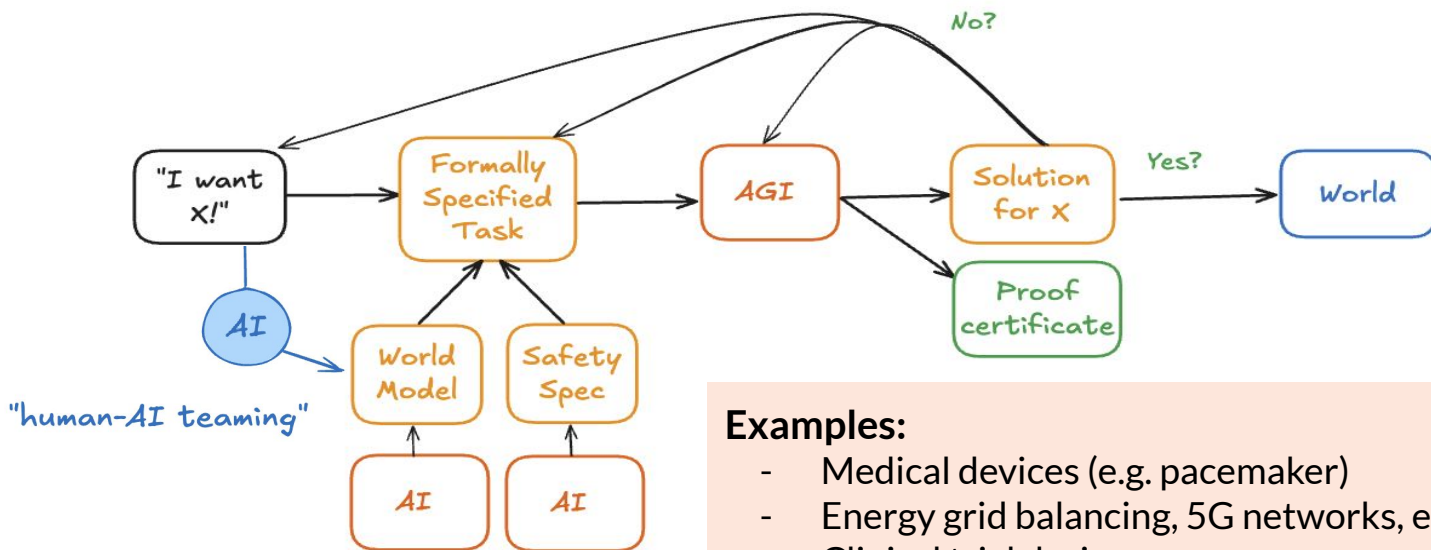 No?
"I want
X!"
Formally
Specified
Task
AGI
Solution
for X
Yes?
World
Proof
certificate
AI
World
Model
Safety
Spec
"human-AI teaming"
AI
AI
Examples:
- Medical devices (e.g. pacemaker)
- Energy grid balancing, 5G networks, e